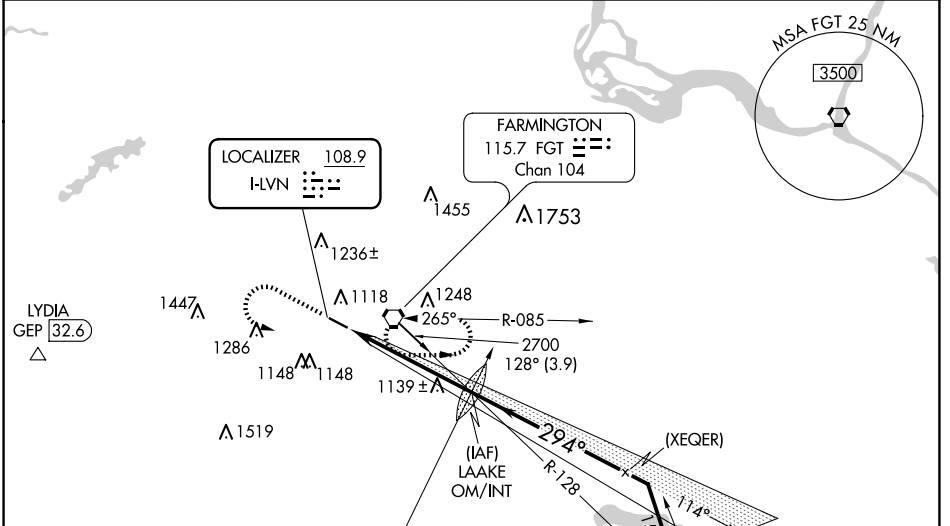 MSA FGT 25 NM
3500
FARMINGTON
115.7 FGT
Chan 104
LOCALIZER 108.9
I-LVN
1455
1753
1236±
1118
1248
1447
LYDIA
GEP 32.6
1286
265°
R-085
2700
128° (3.9)
1148
1148
1139±
1519
294°
(XEQER)
(IAF)
LAAKE
OM/INT
R-128
114°